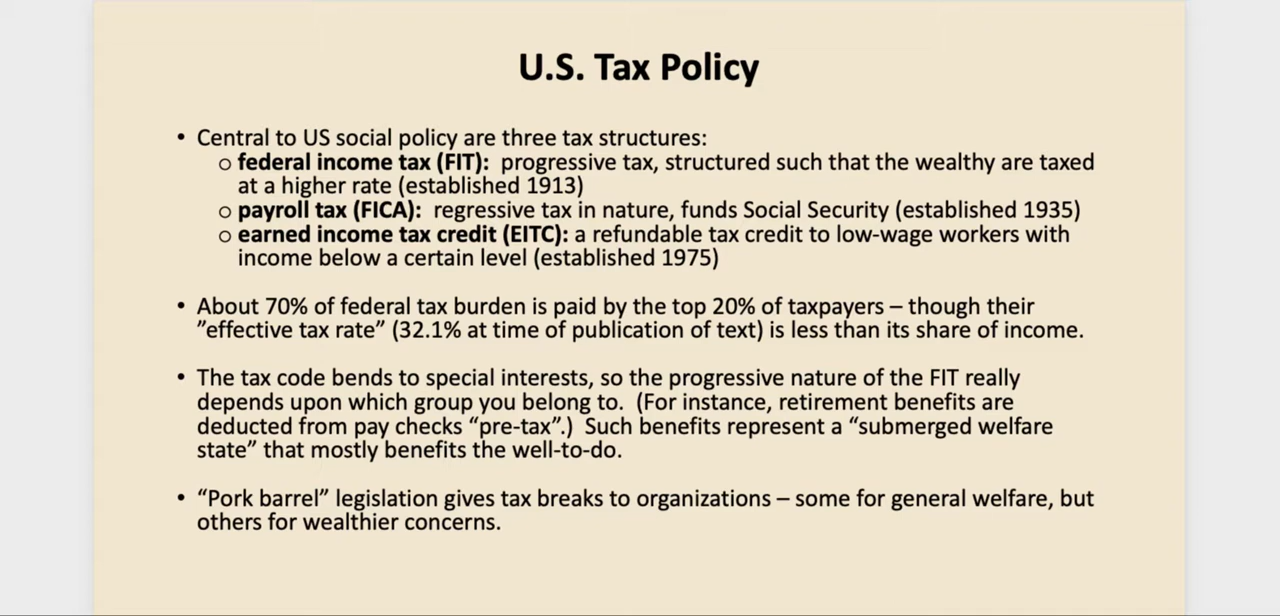 U.S. Tax Policy
• Central to US social policy are three tax structures:
o federal income tax (FIT): progressive tax, structured such that the wealthy are taxed
at a higher rate (established 1913)
o payroll tax (FICA): regressive tax in nature, funds Social Security (established 1935)
o earned income tax credit (EITC): a refundable tax credit to low-wage workers with
income below a certain level (established 1975)
• About 70% of federal tax burden is paid by the top 20% of taxpayers – though their
”effective tax rate” (32.1% at time of publication of text) is less than its share of income.
• The tax code bends to special interests, so the progressive nature of the FIT really
depends upon which group you belong to. (For instance, retirement benefits are
deducted from pay checks “pre-tax”.) Such benefits represent a “submerged welfare
state” that mostly benefits the well-to-do.
• “Pork barrel” legislation gives tax breaks to organizations – some for general welfare, but
others for wealthier concerns.